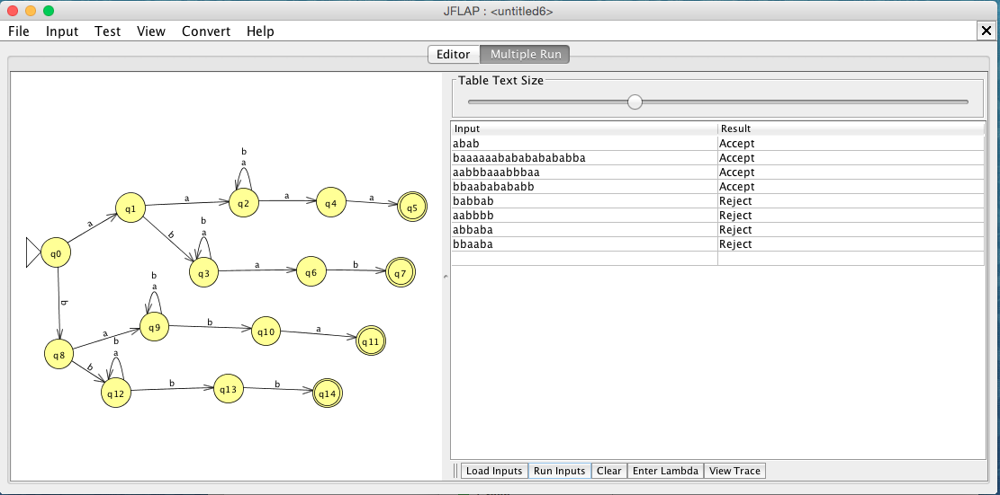 JFLAP : <untitled6>
File Input Test View Convert Help
Editor Multiple Run
Table Text Size
Input Result
abab Accept
baaaaaababababababba Accept
aabbbaaabbbaa Accept
bbaababababb Accept
babbab Reject
aabbbb Reject
abbaba Reject
bbaaba Reject
b
a
q1 a q2 a q4 a q5
a
b
b
a
q0
q3 a q6 b q7
b
b
a
q9 b q10 a q11
a
q8
b
b
a
q12 b q13 b q14
Load Inputs Run Inputs Clear Enter Lambda View Trace